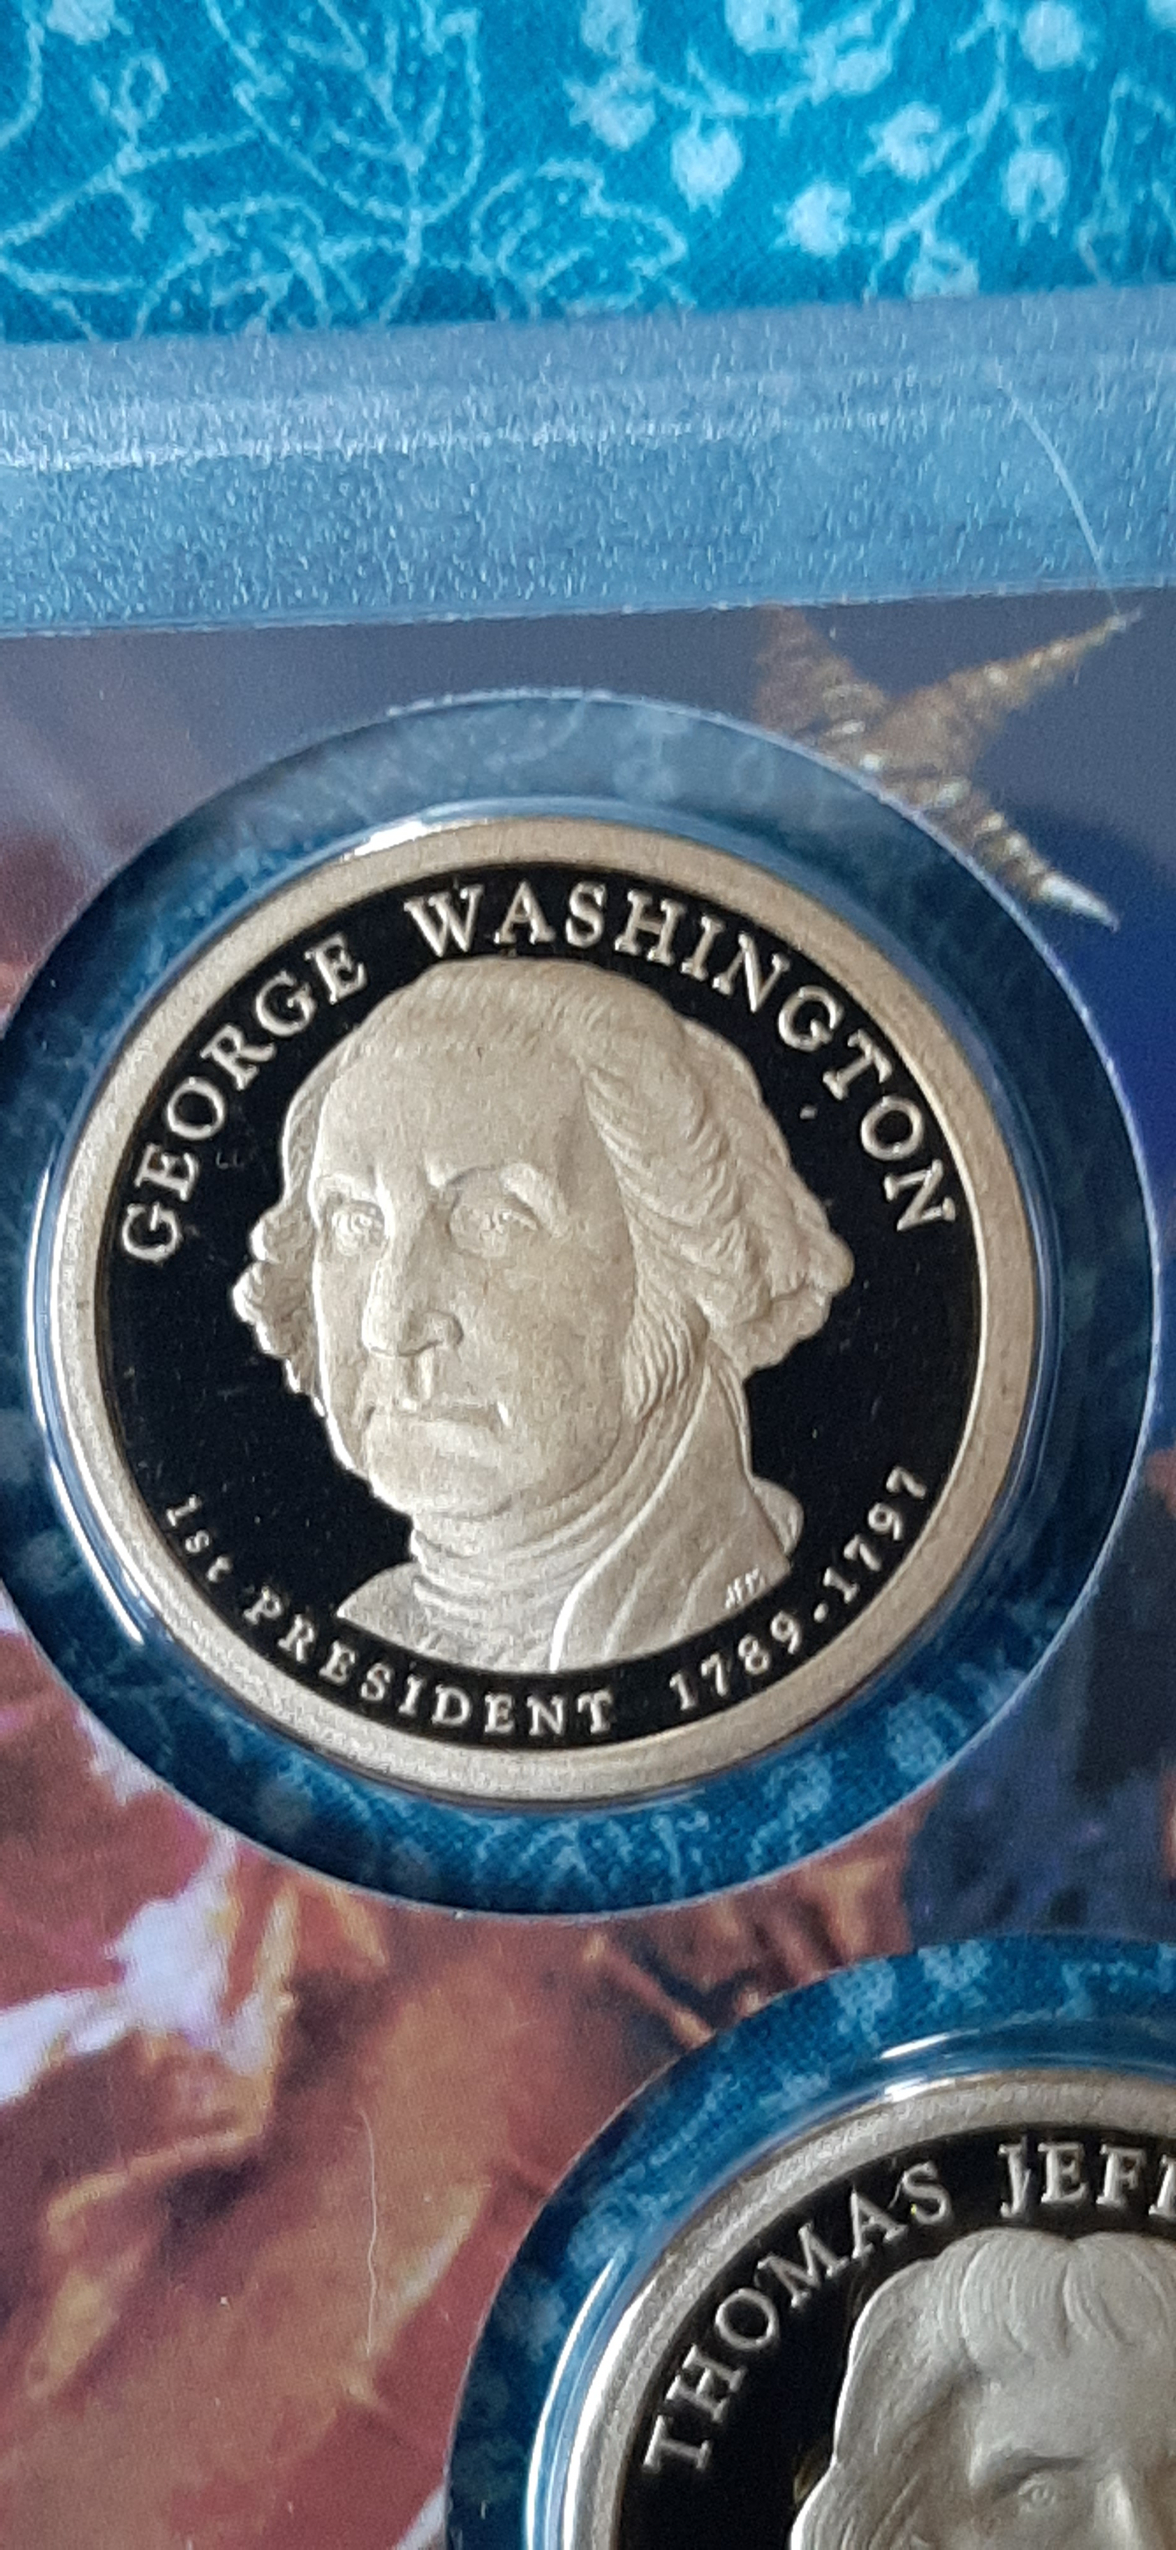 GEORGE WASHINGTON
1st PRESIDENT 1789-1797
THOMAS